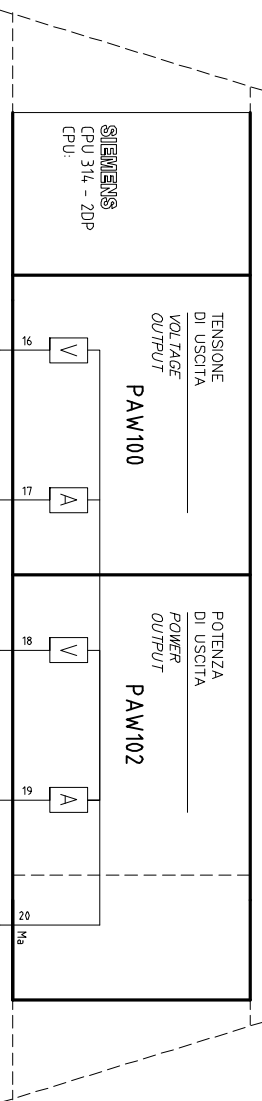 SIEMENS
CPU 314 - 2DP
CPU:
TENSIONE
DI USCITA
VOLTAGE
OUTPUT
PAW100
16
V
17
A
POTENZA
DI USCITA
POWER
OUTPUT
PAW102
18
V
19
A
20
Ma